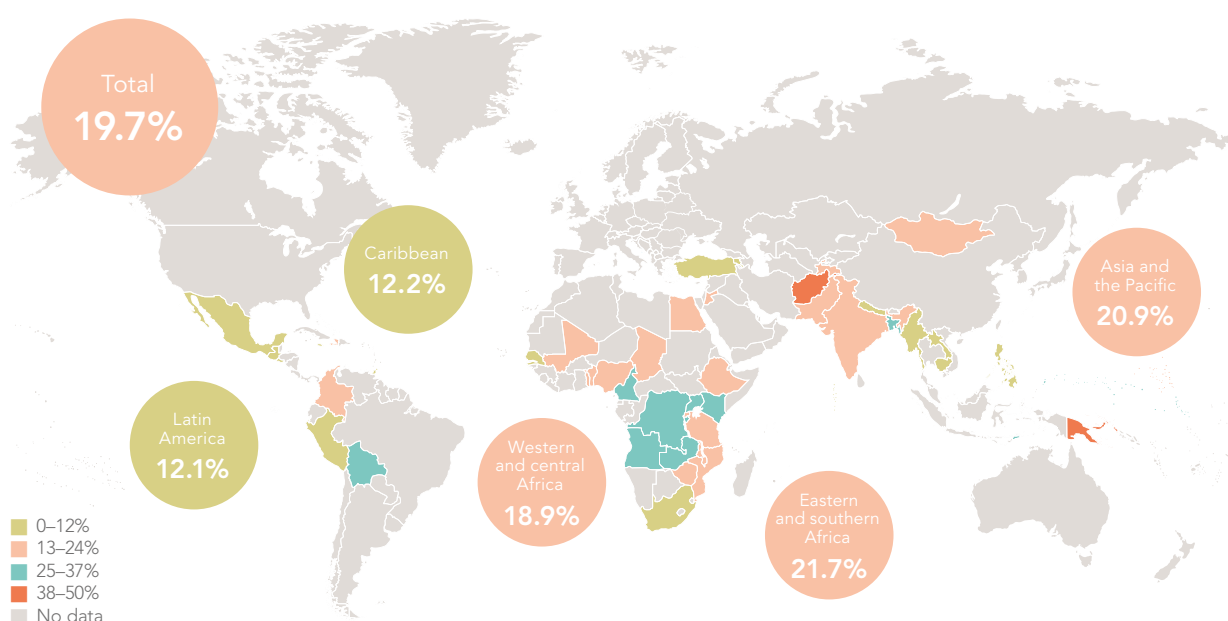 Total
19.7%
Caribbean
12.2%
Asia and
the Pacific
20.9%
Latin
America
12.1%
Western
and central
Africa
18.9%
Eastern
and southern
Africa
21.7%
0–12%
13–24%
25–37%
38–50%
No data